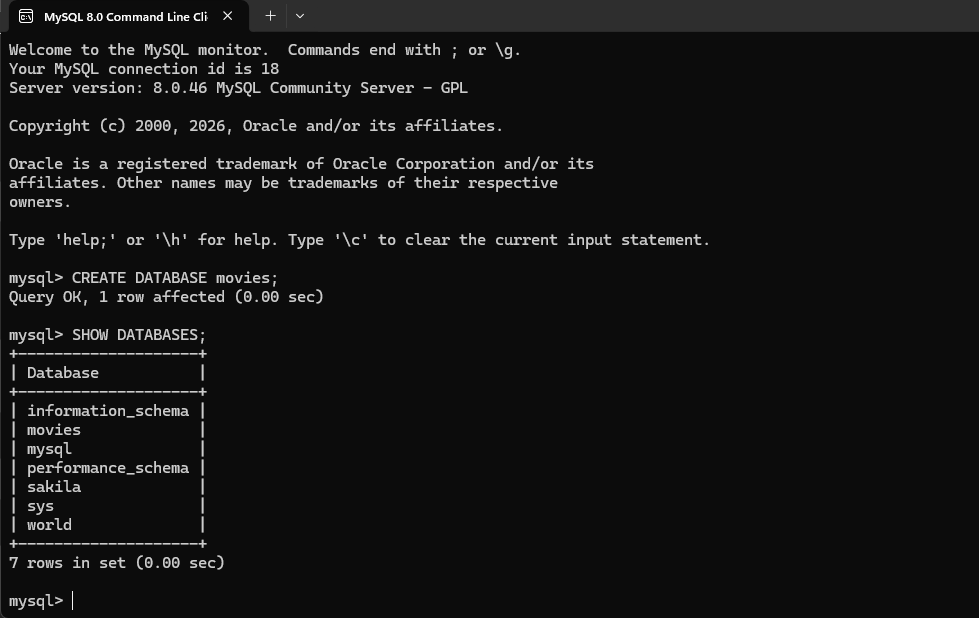 MySQL 8.0 Command Line Cli
Welcome to the MySQL monitor.  Commands end with ; or \g.
Your MySQL connection id is 18
Server version: 8.0.46 MySQL Community Server - GPL
Copyright (c) 2000, 2026, Oracle and/or its affiliates.
Oracle is a registered trademark of Oracle Corporation and/or its
affiliates. Other names may be trademarks of their respective
owners.
Type 'help;' or '\h' for help. Type '\c' to clear the current input statement.
mysql> CREATE DATABASE movies;
Query OK, 1 row affected (0.00 sec)
mysql> SHOW DATABASES;
+--------------------+
| Database           |
+--------------------+
| information_schema |
| movies             |
| mysql              |
| performance_schema |
| sakila             |
| sys                |
| world              |
+--------------------+
7 rows in set (0.00 sec)
mysql>